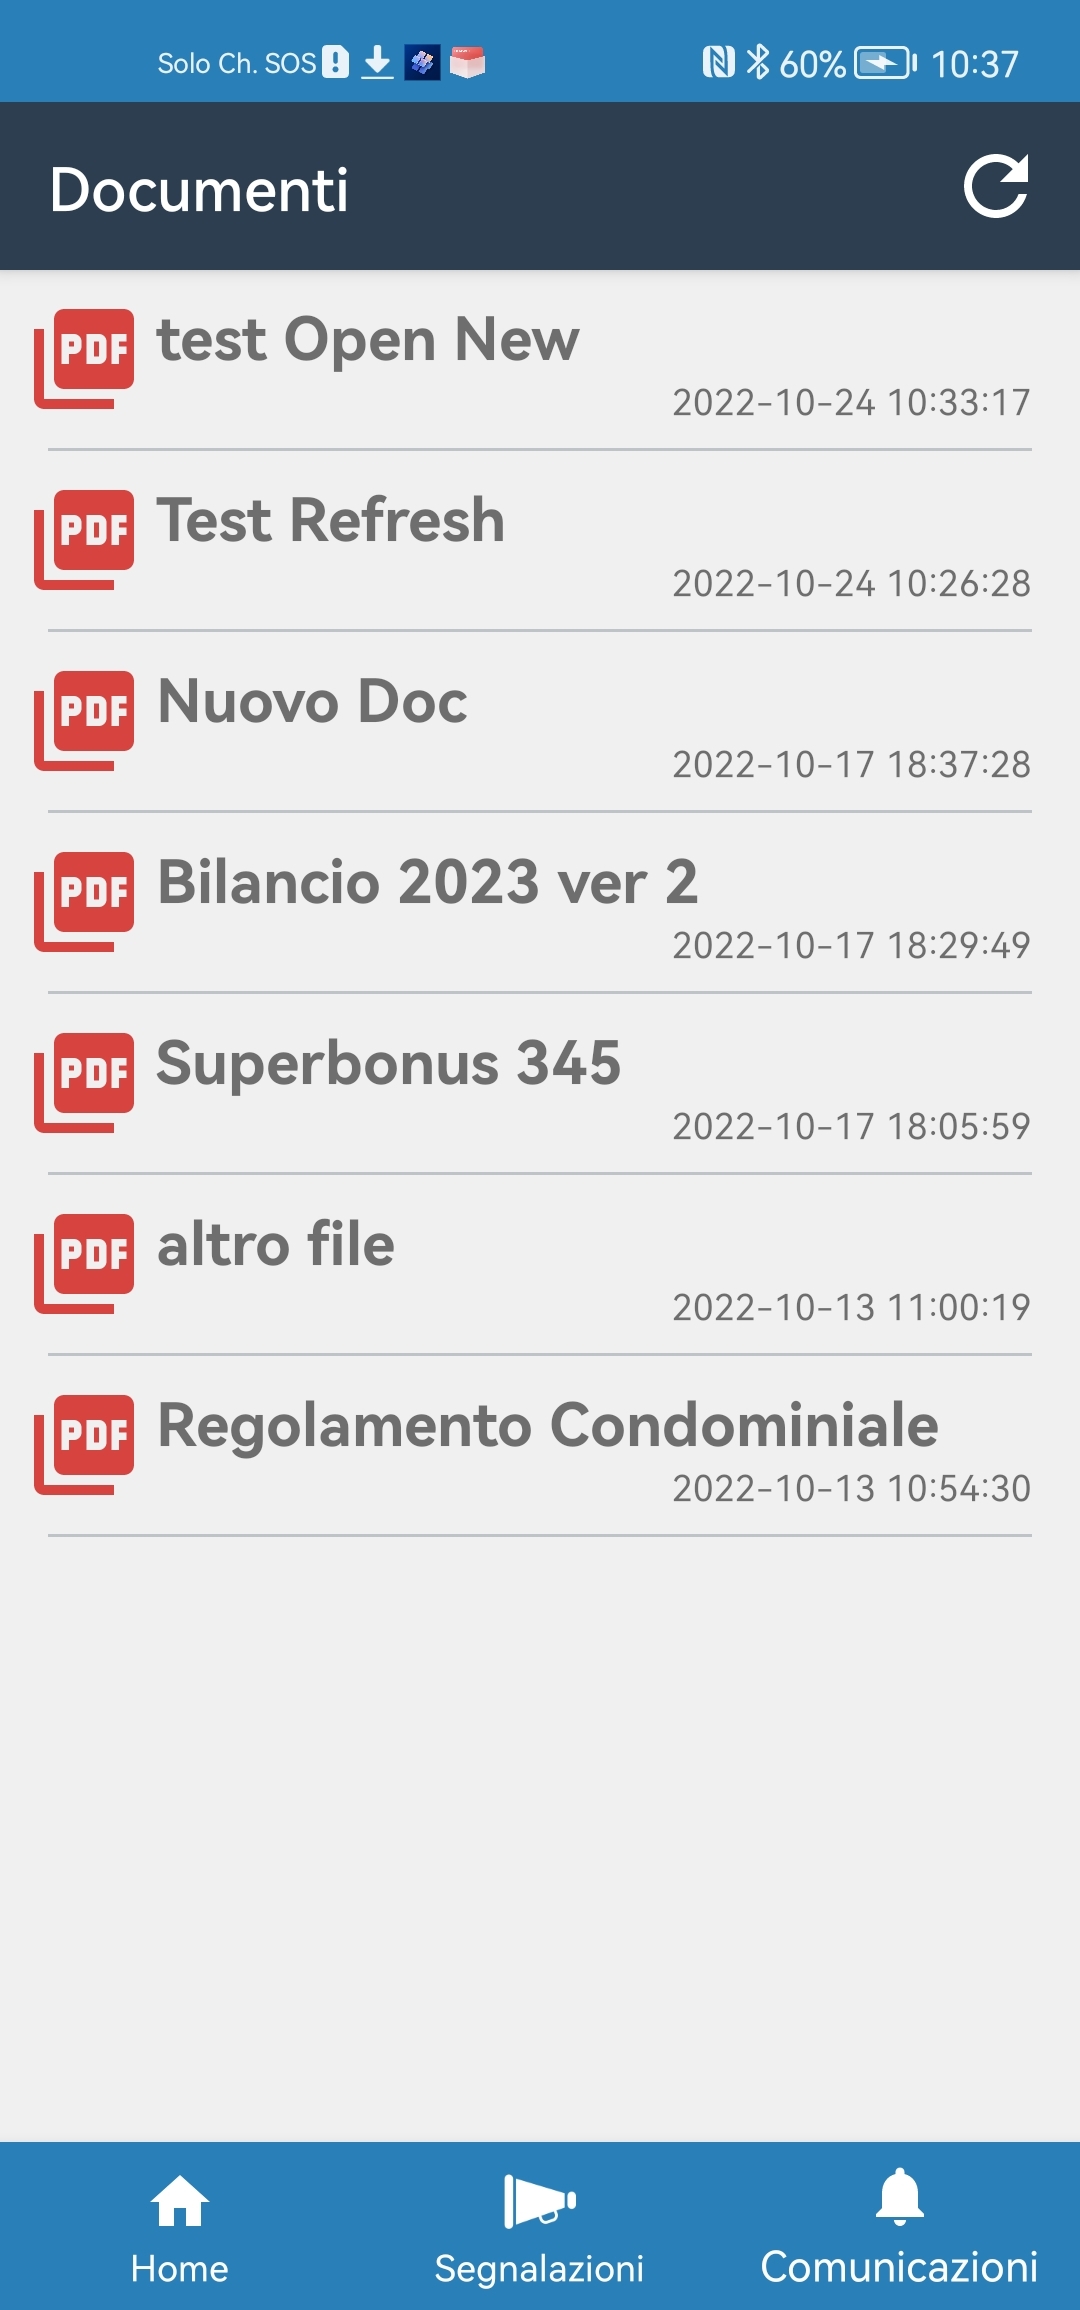 Solo Ch. SOS 60% 10:37
Documenti
PDF test Open New
2022-10-24 10:33:17
PDF Test Refresh
2022-10-24 10:26:28
PDF Nuovo Doc
2022-10-17 18:37:28
PDF Bilancio 2023 ver 2
2022-10-17 18:29:49
PDF Superbonus 345
2022-10-17 18:05:59
PDF altro file
2022-10-13 11:00:19
PDF Regolamento Condominiale
2022-10-13 10:54:30
Home Segnalazioni Comunicazioni